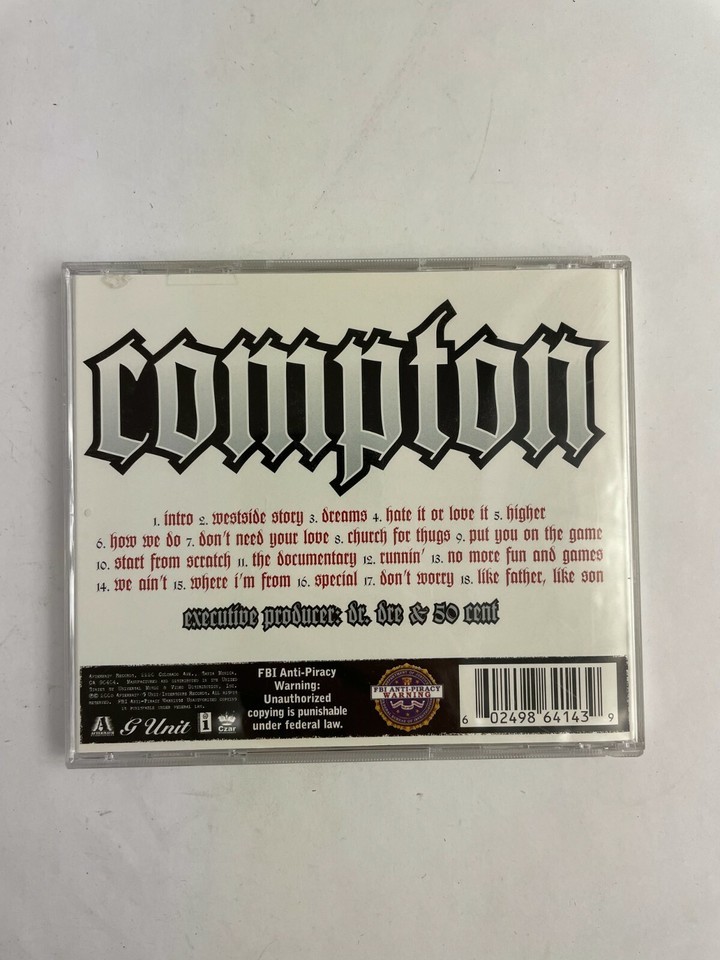 compton
1. intro 2. westside story 3. dreams 4. hate it or love it 5. higher
6. how we do 7. don't need your love 8. church for thugs 9. put you on the game
10. start from scratch 11. the documentary 12. runnin' 13. no more fun and games
14. we ain't 15. where i'm from 16. special 17. don't worry 18. like father, like son
executive producer: dr. dre & 50 cent
FBI Anti-Piracy
Warning:
Unauthorized
copying is punishable
under federal law.
FBI ANTI-PIRACY
WARNING
G Unit
i
Czar
6 02498 64143 9